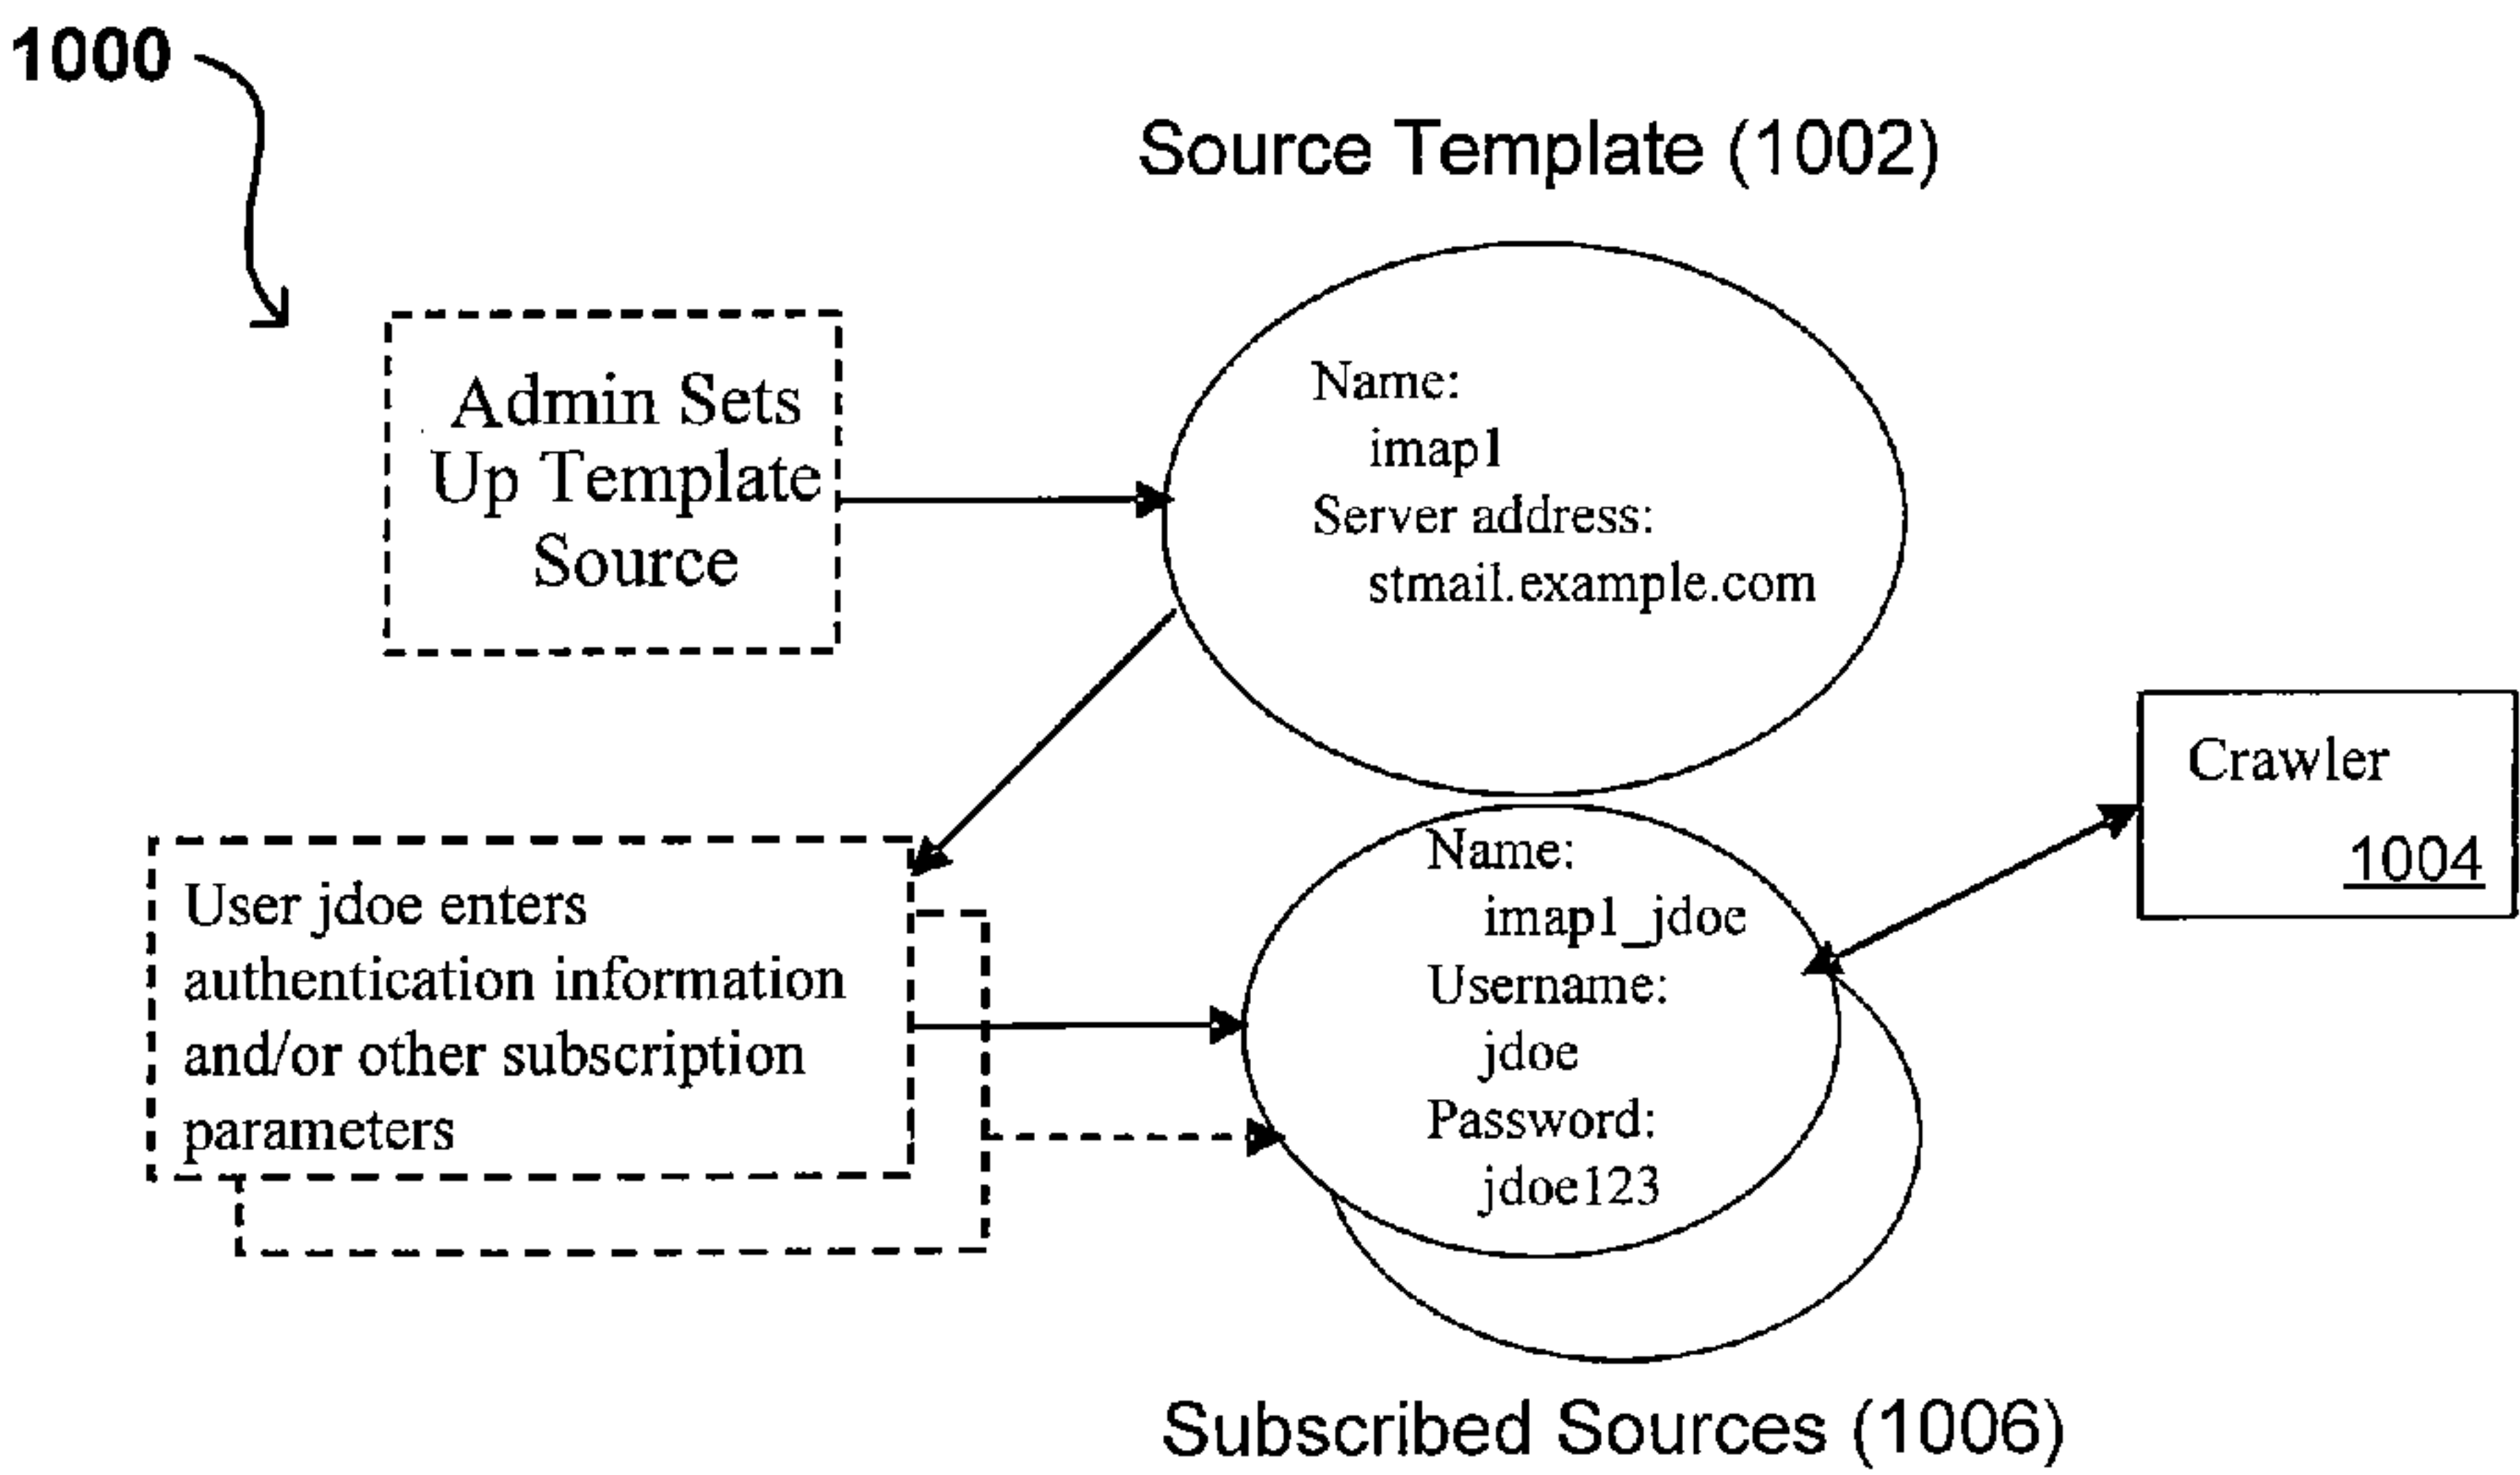 1000
Source Template (1002)
Admin Sets
Up Template
Source
Name:
imap1
Server address:
stmail.example.com
Crawler
1004
User jdoe enters
authentication information
and/or other subscription
parameters
Name:
imap1_jdoe
Username:
jdoe
Password:
jdoe123
Subscribed Sources (1006)